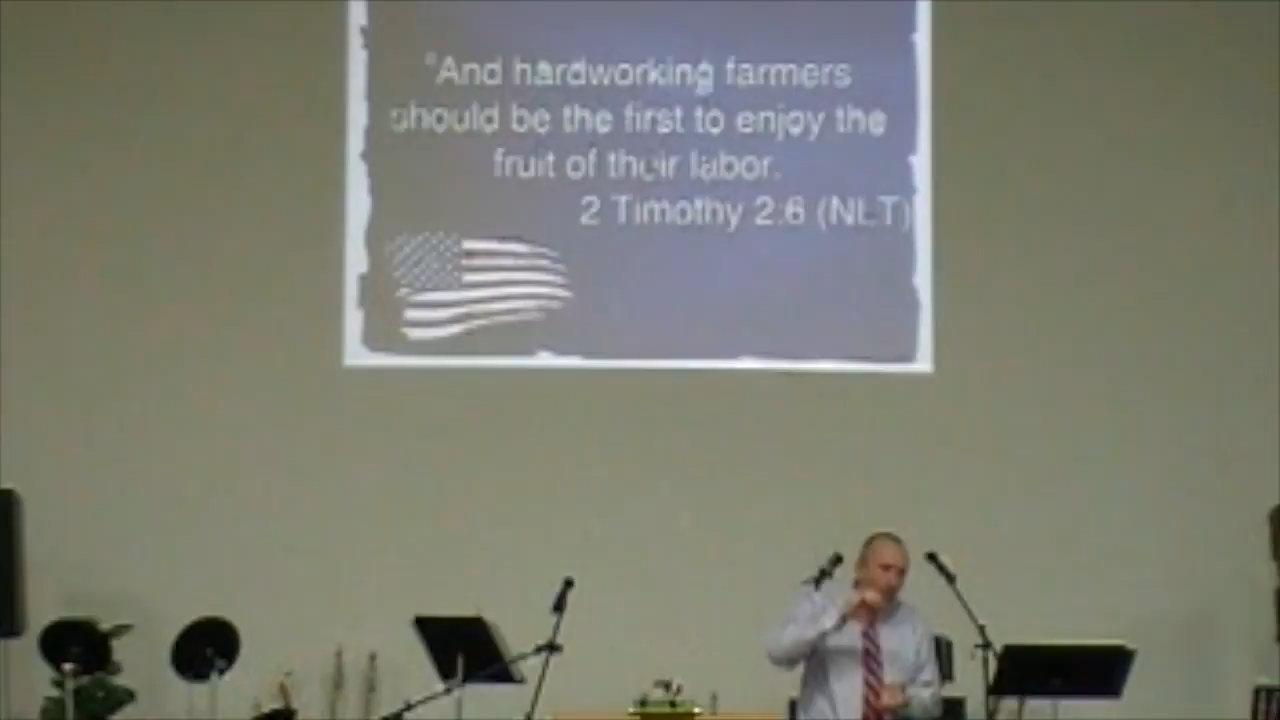 "And hardworking farmers
should be the first to enjoy the
fruit of their labor.
2 Timothy 2:6 (NLT)